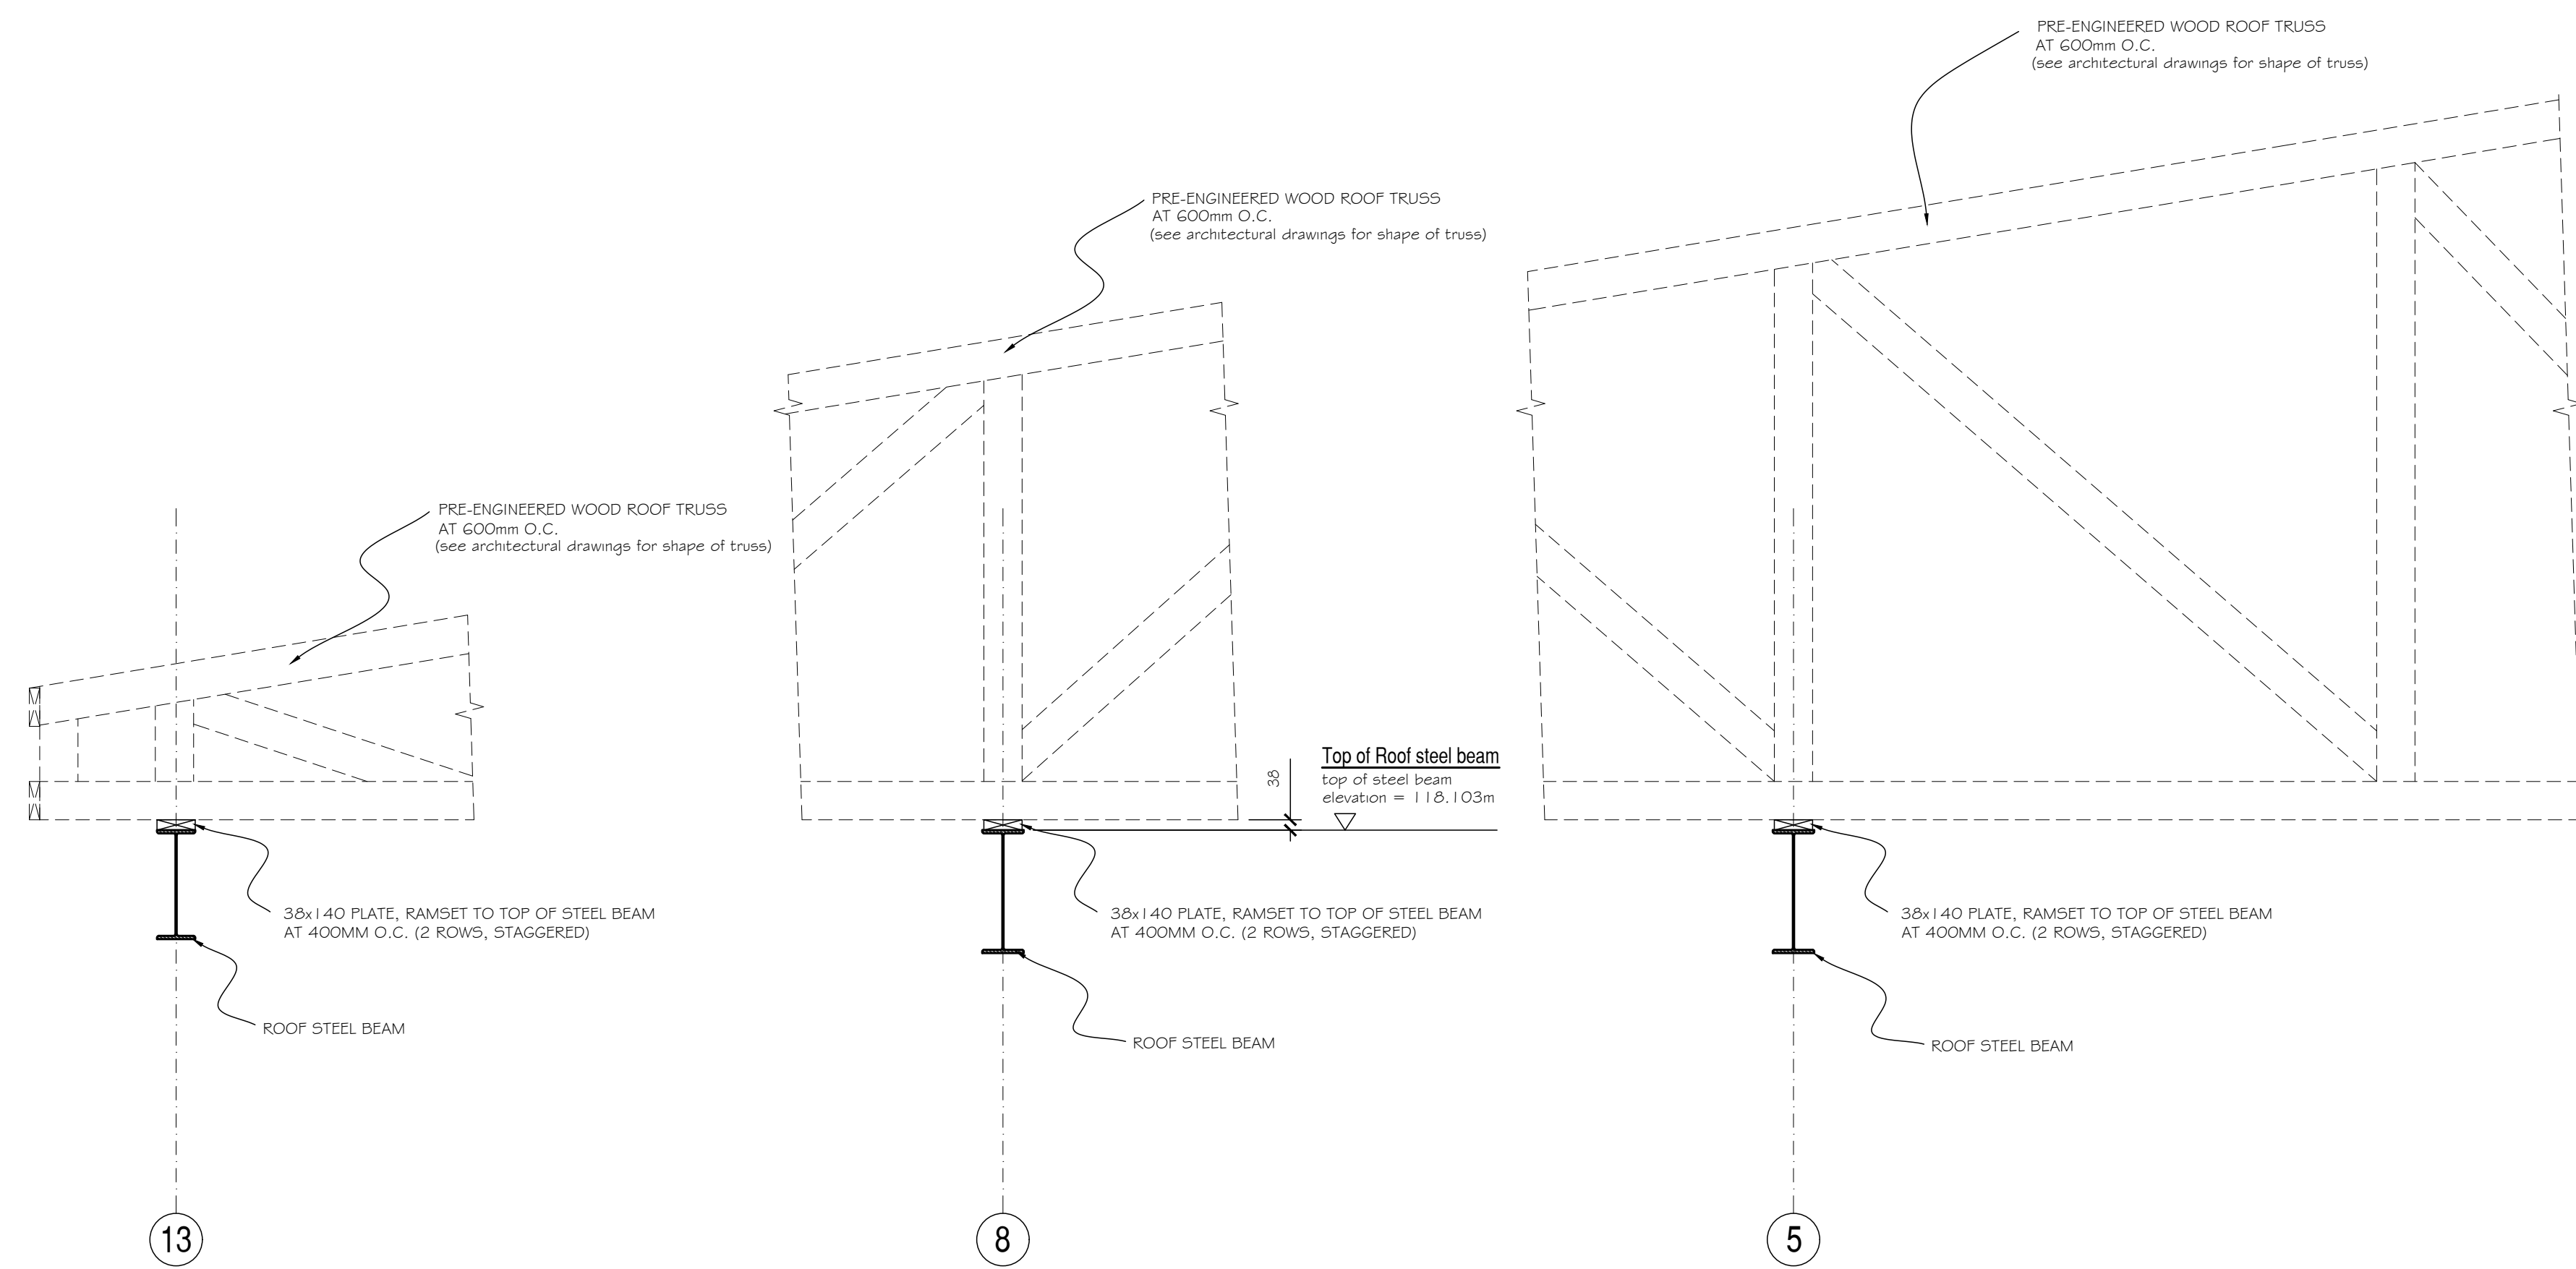 PRE-ENGINEERED WOOD ROOF TRUSS
AT 600mm O.C.
(see architectural drawings for shape of truss)
PRE-ENGINEERED WOOD ROOF TRUSS
AT 600mm O.C.
(see architectural drawings for shape of truss)
PRE-ENGINEERED WOOD ROOF TRUSS
AT 600mm O.C.
(see architectural drawings for shape of truss)
38
Top of Roof steel beam
top of steel beam
elevation = 118.103m
38x140 PLATE, RAMSET TO TOP OF STEEL BEAM
AT 400MM O.C. (2 ROWS, STAGGERED)
38x140 PLATE, RAMSET TO TOP OF STEEL BEAM
AT 400MM O.C. (2 ROWS, STAGGERED)
38x140 PLATE, RAMSET TO TOP OF STEEL BEAM
AT 400MM O.C. (2 ROWS, STAGGERED)
ROOF STEEL BEAM
ROOF STEEL BEAM
ROOF STEEL BEAM
13
8
5